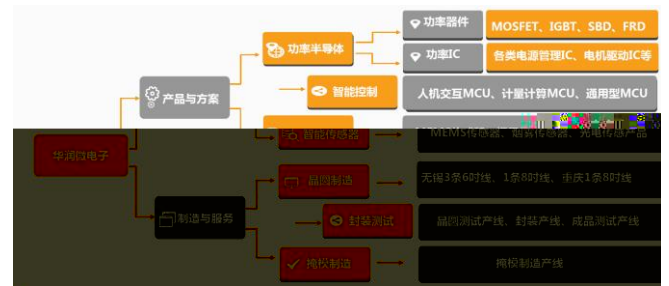 功率器件
MOSFET、IGBT、SBD、FRD
功率半导体
功率IC
各类电源管理IC、电机驱动IC等
产品与方案
智能控制
人机交互MCU、计量计算MCU、通用型MCU
智能传感器
MEMS传感器、烟雾传感器、光电传感产品
华润微电子
晶圆制造
无锡3条6吋线、1条8吋线、重庆1条8吋线
制造与服务
封装测试
晶圆测试产线、封装产线、成品测试产线
掩模制造
掩模制造产线